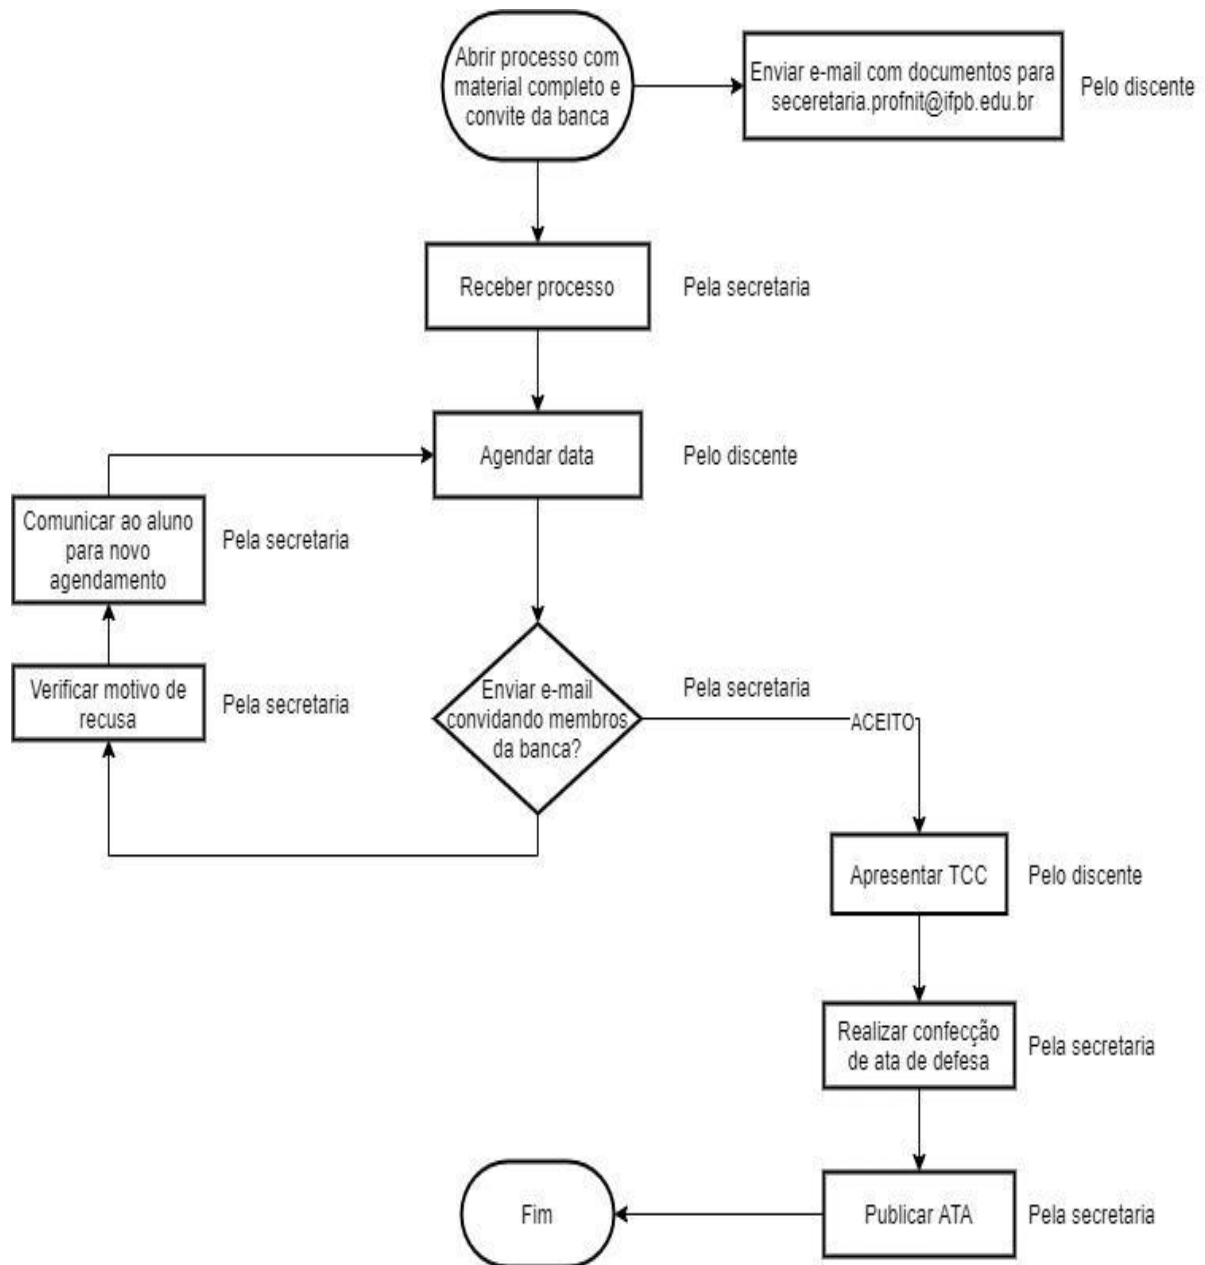 Abrir processo com
material completo e
convite da banca
Enviar e-mail com documentos para
seceretaria.profnit@ifpb.edu.br
Pelo discente
Receber processo
Pela secretaria
Agendar data
Pelo discente
Comunicar ao aluno
para novo
agendamento
Pela secretaria
Verificar motivo de
recusa
Pela secretaria
Enviar e-mail
convidando membros
da banca?
Pela secretaria
ACEITO
Apresentar TCC
Pelo discente
Realizar confecção
de ata de defesa
Pela secretaria
Publicar ATA
Pela secretaria
Fim